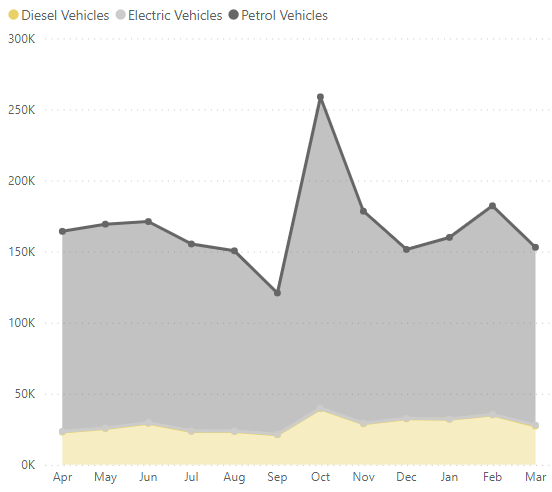 Diesel Vehicles Electric Vehicles Petrol Vehicles
300K
250K
200K
150K
100K
50K
0K
Apr May Jun Jul Aug Sep Oct Nov Dec Jan Feb Mar